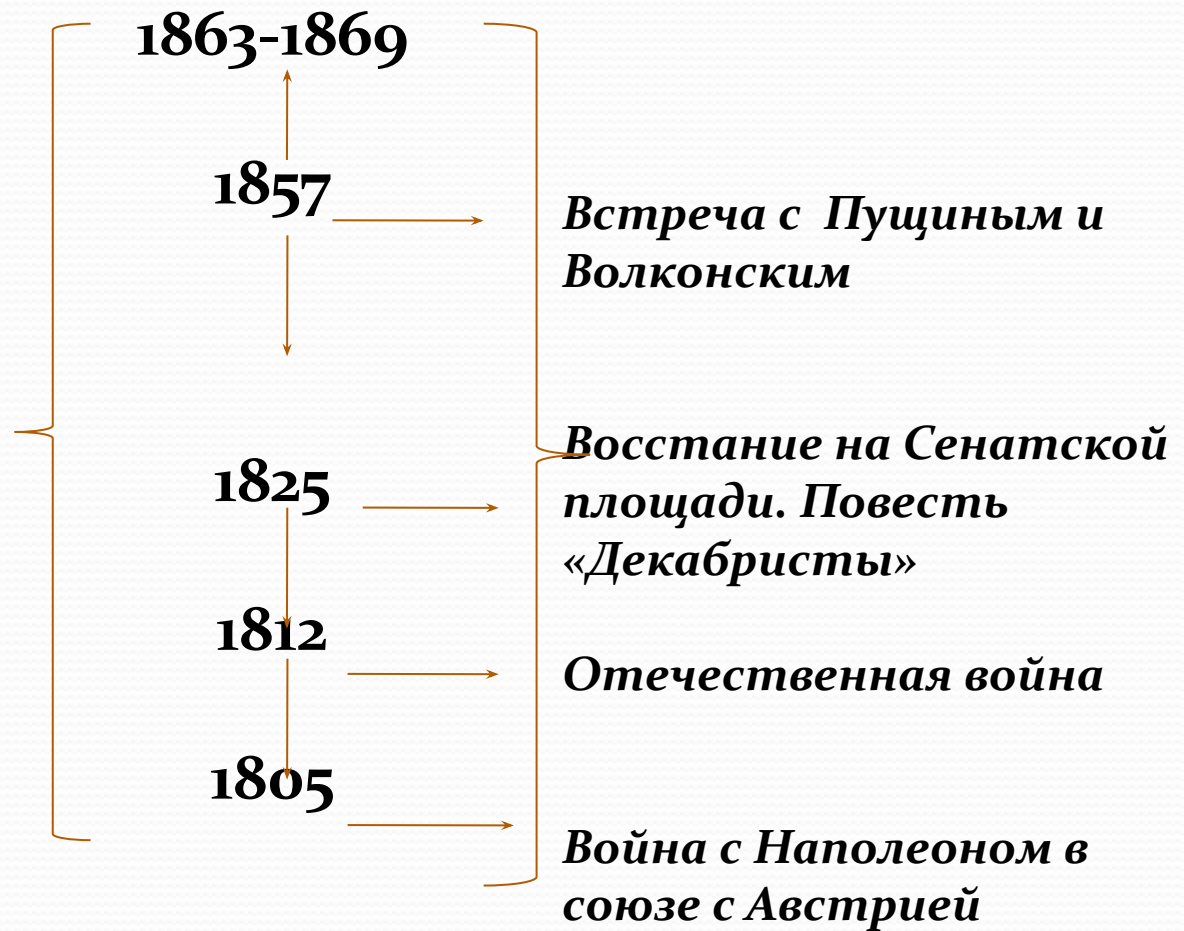 1863-1869
1857
Встреча с Пущиным и
Волконским
1825
Восстание на Сенатской
площади. Повесть
«Декабристы»
1812
Отечественная война
1805
Война с Наполеоном в
союзе с Австрией